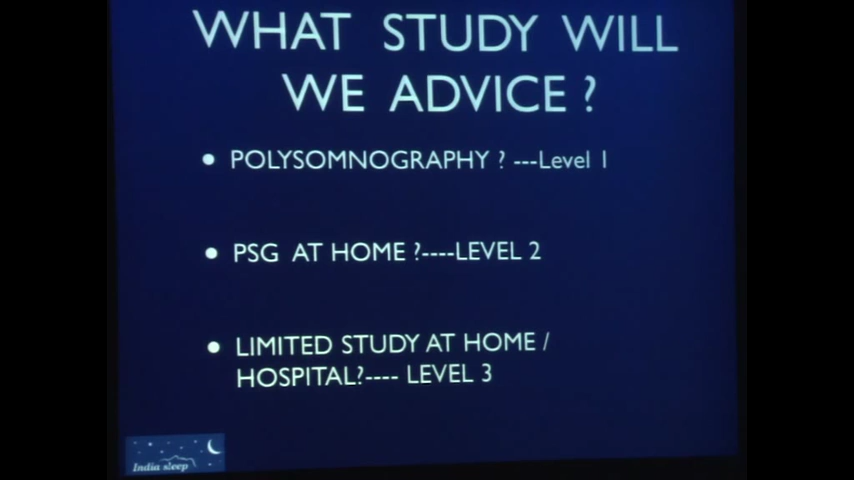 WHAT STUDY WILL
WE ADVICE ?
• POLYSOMNOGRAPHY ? ---Level 1
• PSG AT HOME ?----LEVEL 2
• LIMITED STUDY AT HOME /
HOSPITAL?---- LEVEL 3
India sleep